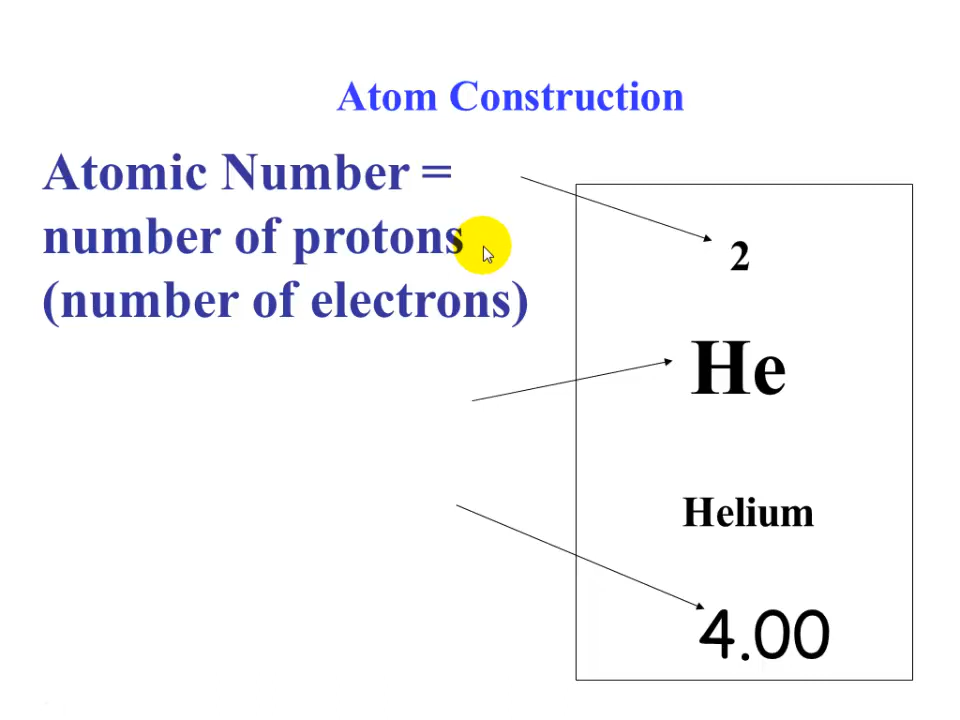 Atom Construction
Atomic Number =
number of protons
(number of electrons)
2
He
Helium
4.00